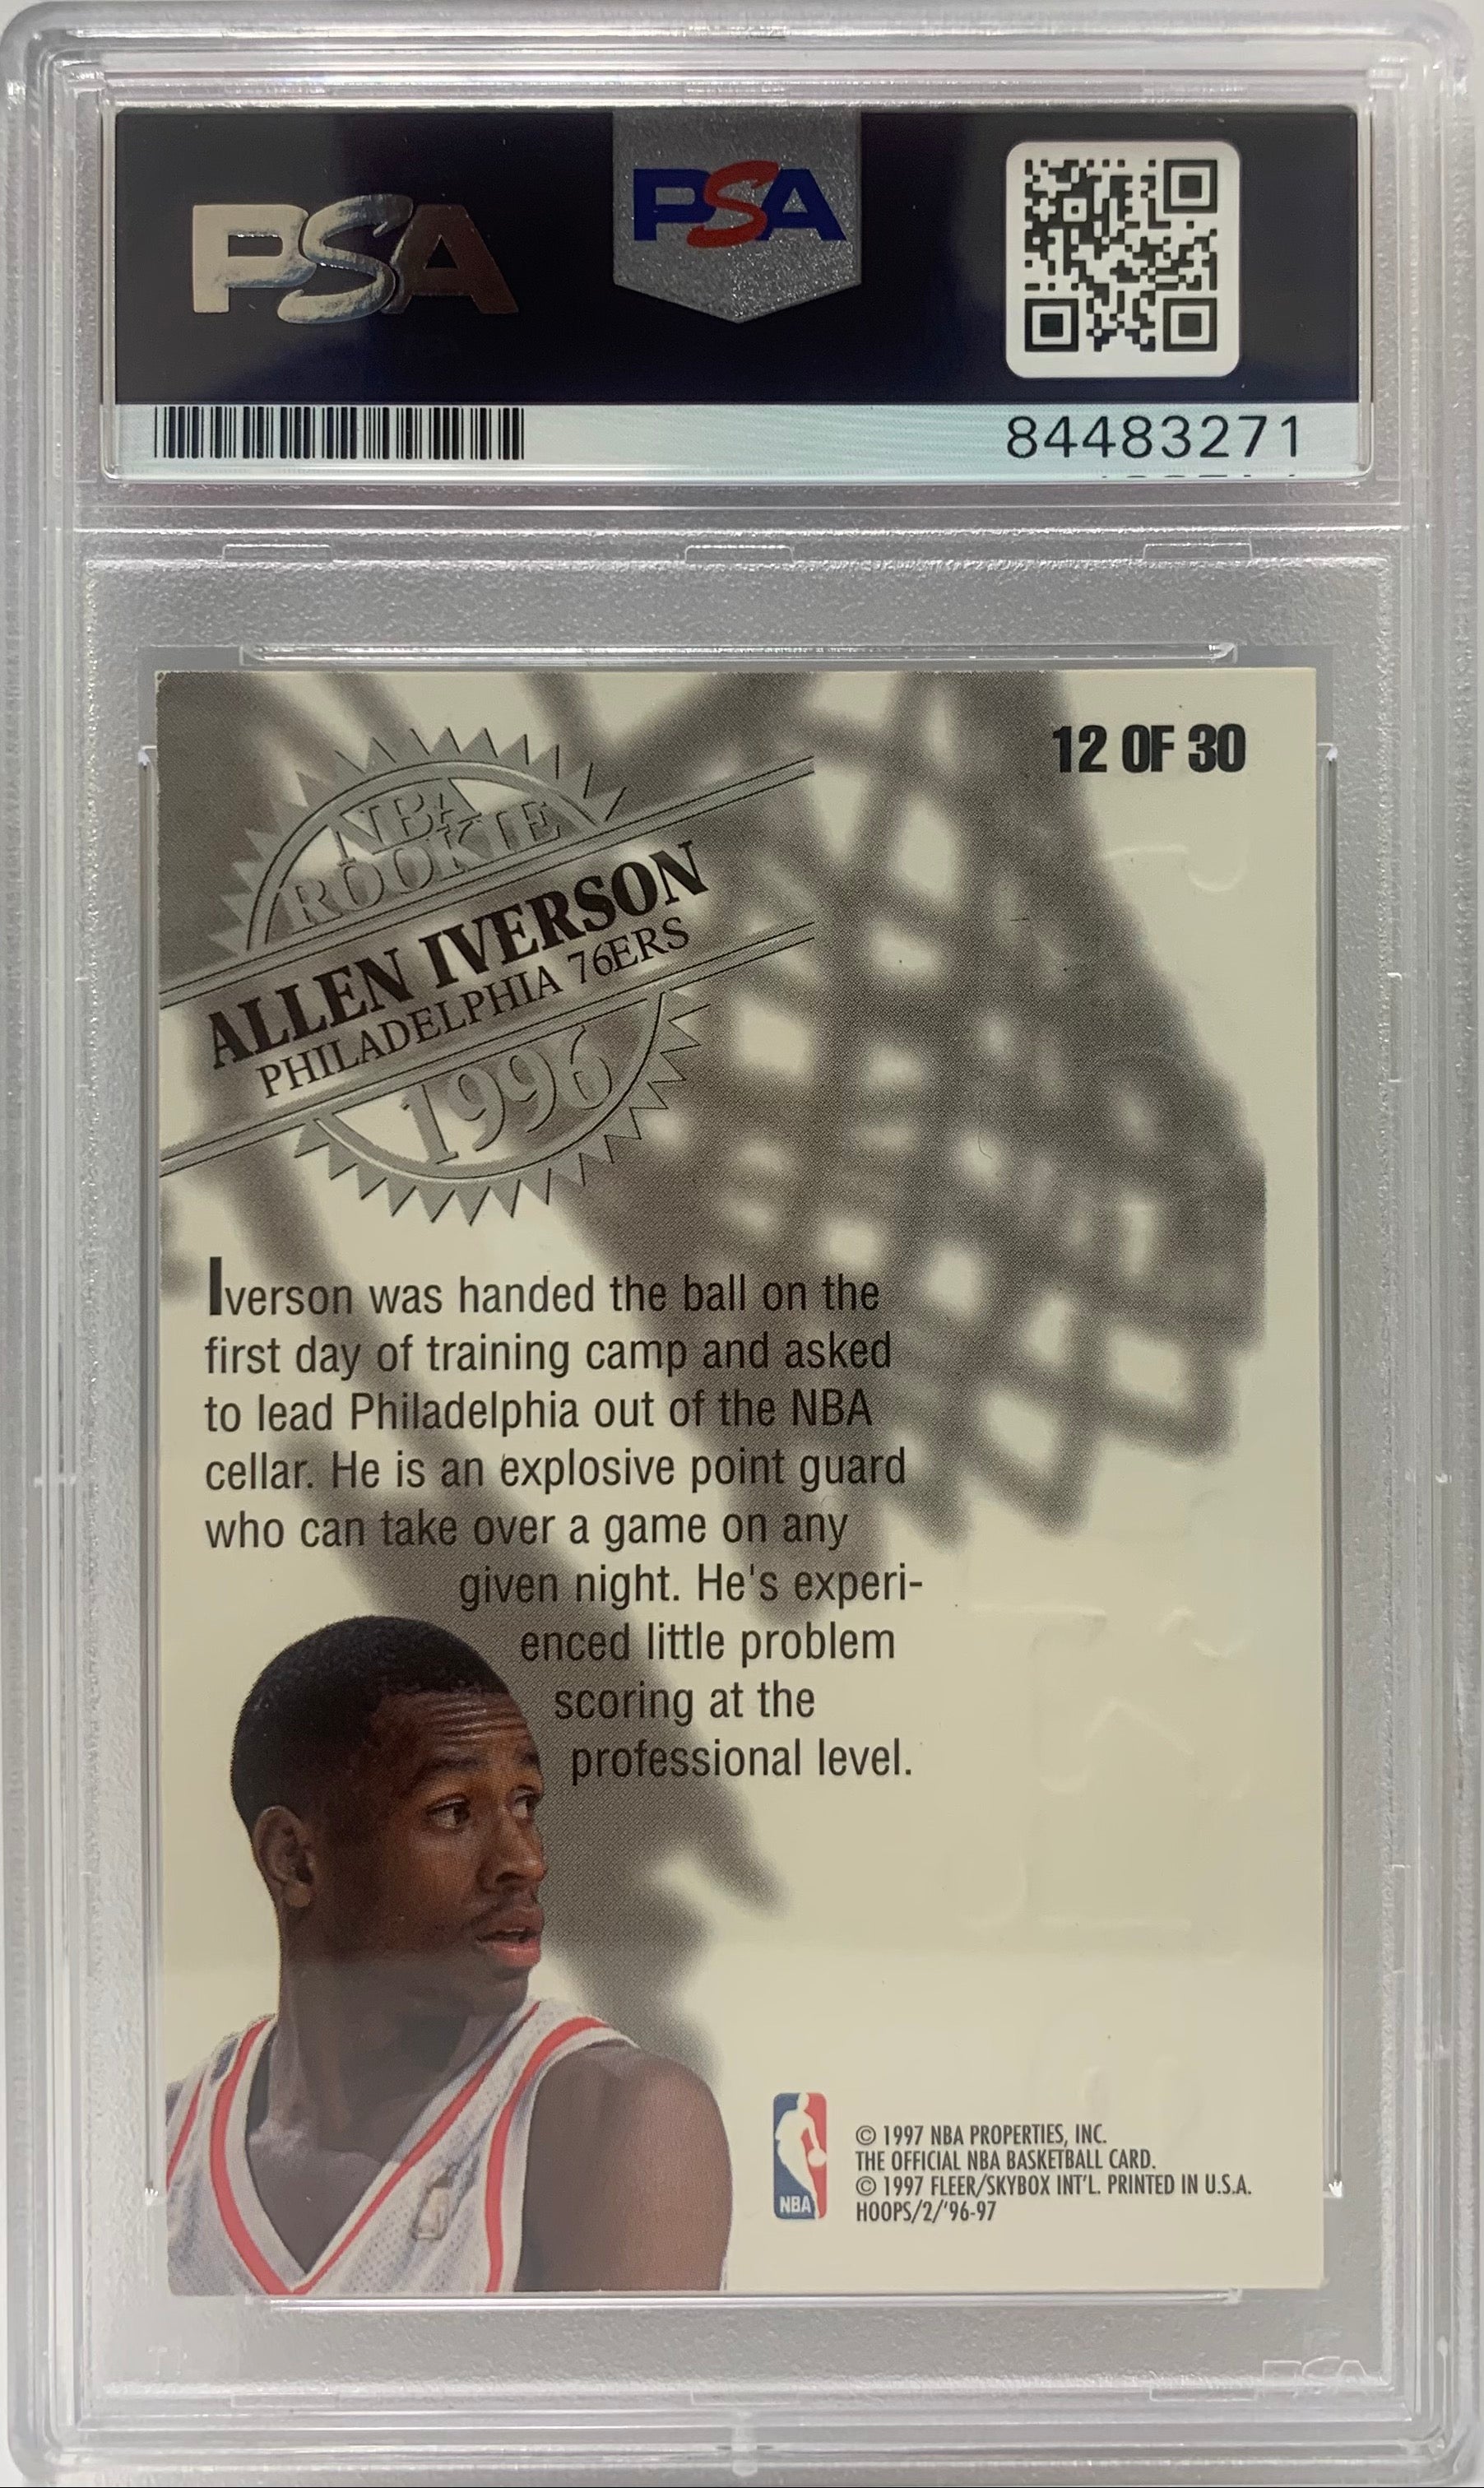 PSA
PSA
84483271
12 OF 30
NBA
ROOKIE
ALLEN IVERSON
PHILADELPHIA 76ERS
1996
Iverson was handed the ball on the
first day of training camp and asked
to lead Philadelphia out of the NBA
cellar. He is an explosive point guard
who can take over a game on any
given night. He's experi-
enced little problem
scoring at the
professional level.
NBA
© 1997 NBA PROPERTIES, INC.
THE OFFICIAL NBA BASKETBALL CARD.
© 1997 FLEER/SKYBOX INT'L. PRINTED IN U.S.A.
HOOPS/2/'96-97
PSA